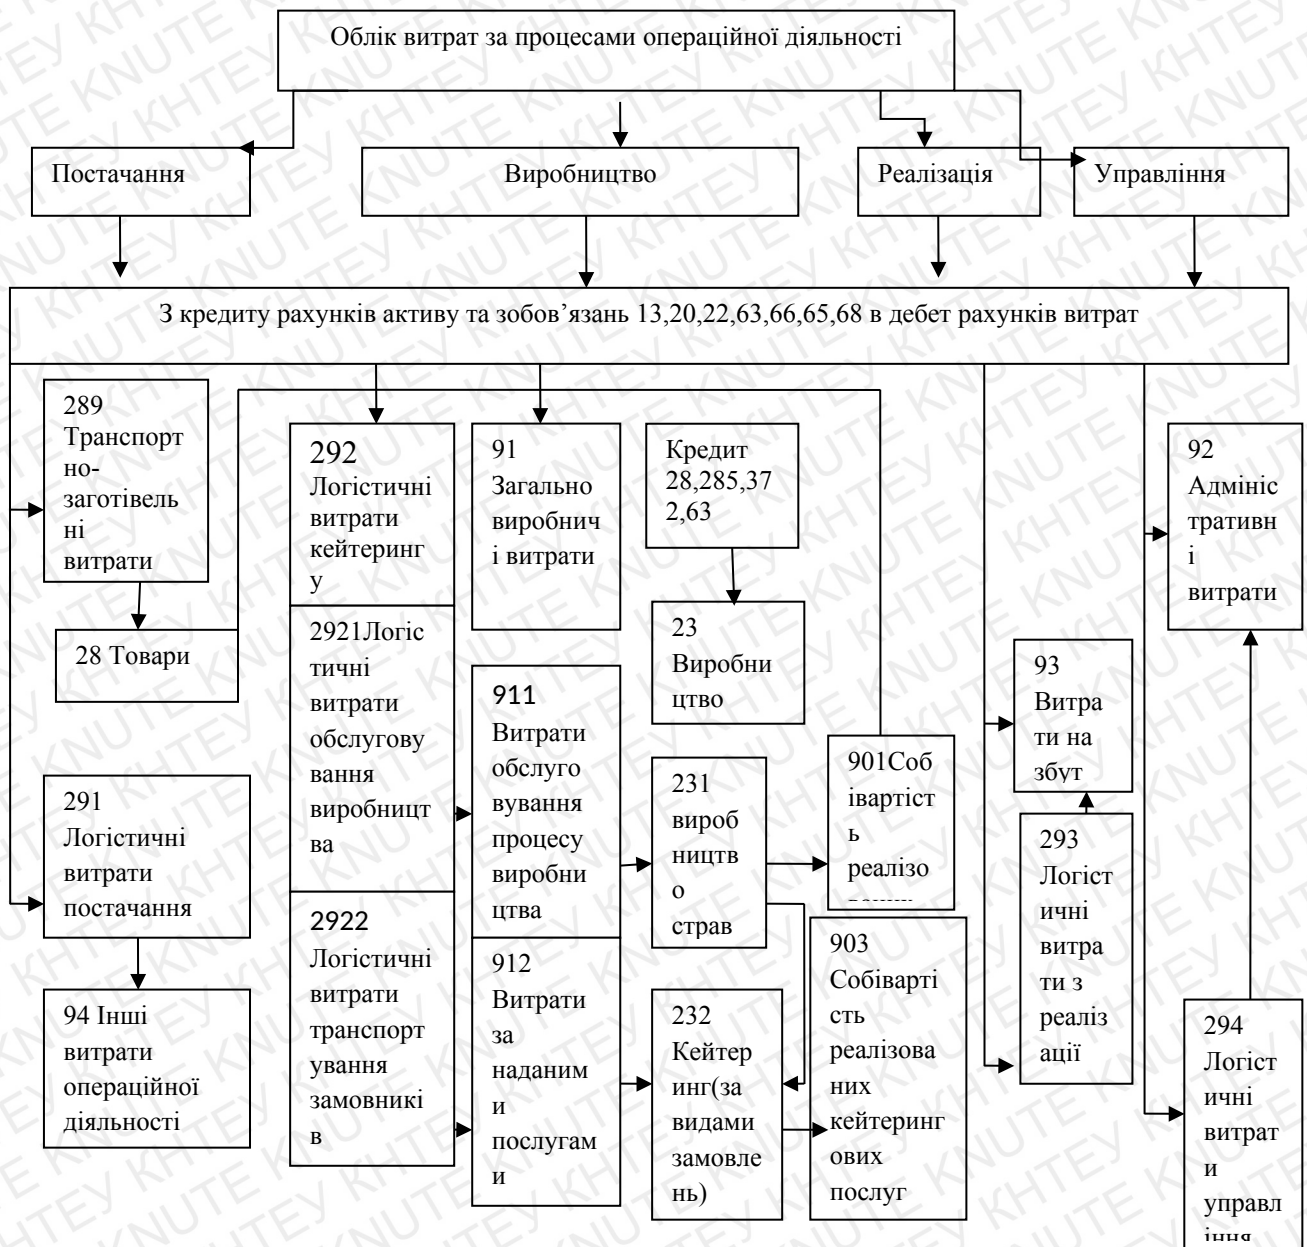 Облік витрат за процесами операційної діяльності
Постачання
Виробництво
Реалізація
Управління
З кредиту рахунків активу та зобов’язань 13,20,22,63,66,65,68 в дебет рахунків витрат
289
Транспорт
но-
заготівель
ні
витрати
28 Товари
291
Логістичні
витрати
постачання
94 Інші
витрати
операційної
діяльності
292
Логістичні
витрати
кейтеринг
у
2921Логіс
тичні
витрати
обслугову
вання
виробницт
ва
2922
Логістичні
витрати
транспорт
ування
замовникі
в
91
Загально
виробнич
і витрати
911
Витрати
обслуго
вування
процесу
виробни
цтва
912
Витрати
за
наданим
и
послугам
и
Кредит
28,285,37
2,63
23
Виробни
цтво
231
вироб
ництв
о
страв
232
Кейтер
инг(за
видами
замовле
нь)
901Соб
івартіст
ь
реалізо
903
Собіварті
сть
реалізова
них
кейтеринг
ових
послуг
93
Витра
ти на
збут
293
Логіст
ичні
витра
ти з
реаліз
ації
92
Адмініс
тративн
і
витрати
294
Логіст
ичні
витрат
и
управл
іння